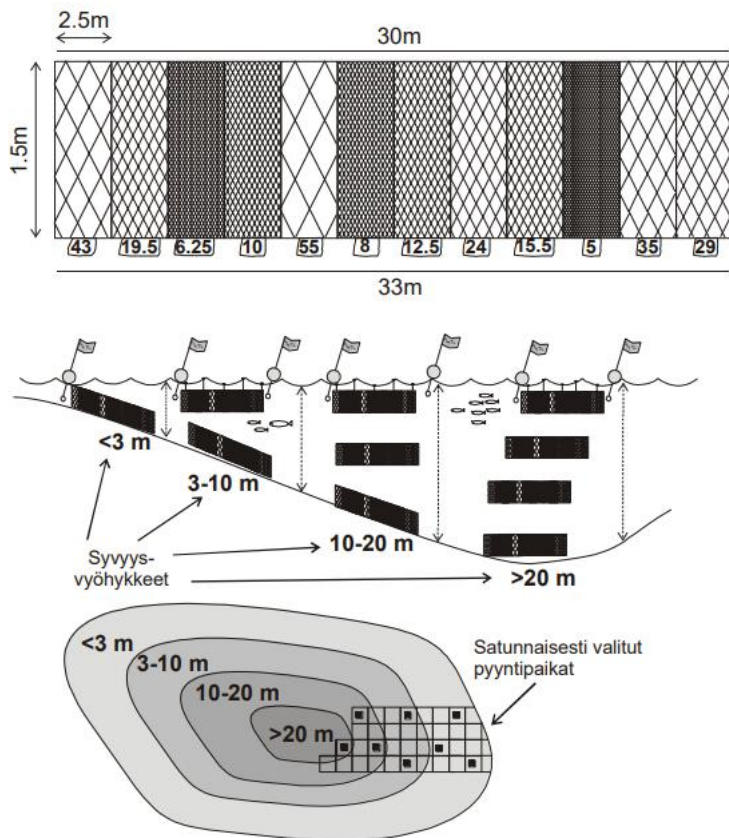 2.5m
30m
1.5m
43 19.5 6.25 10 55 8 12.5 24 15.5 5 35 29
33m
<3 m
3-10 m
10-20 m
>20 m
Syvyys-
vyöhykkeet
<3 m
3-10 m
10-20 m
>20 m
Satunnaisesti valitut
pyyntipaikat